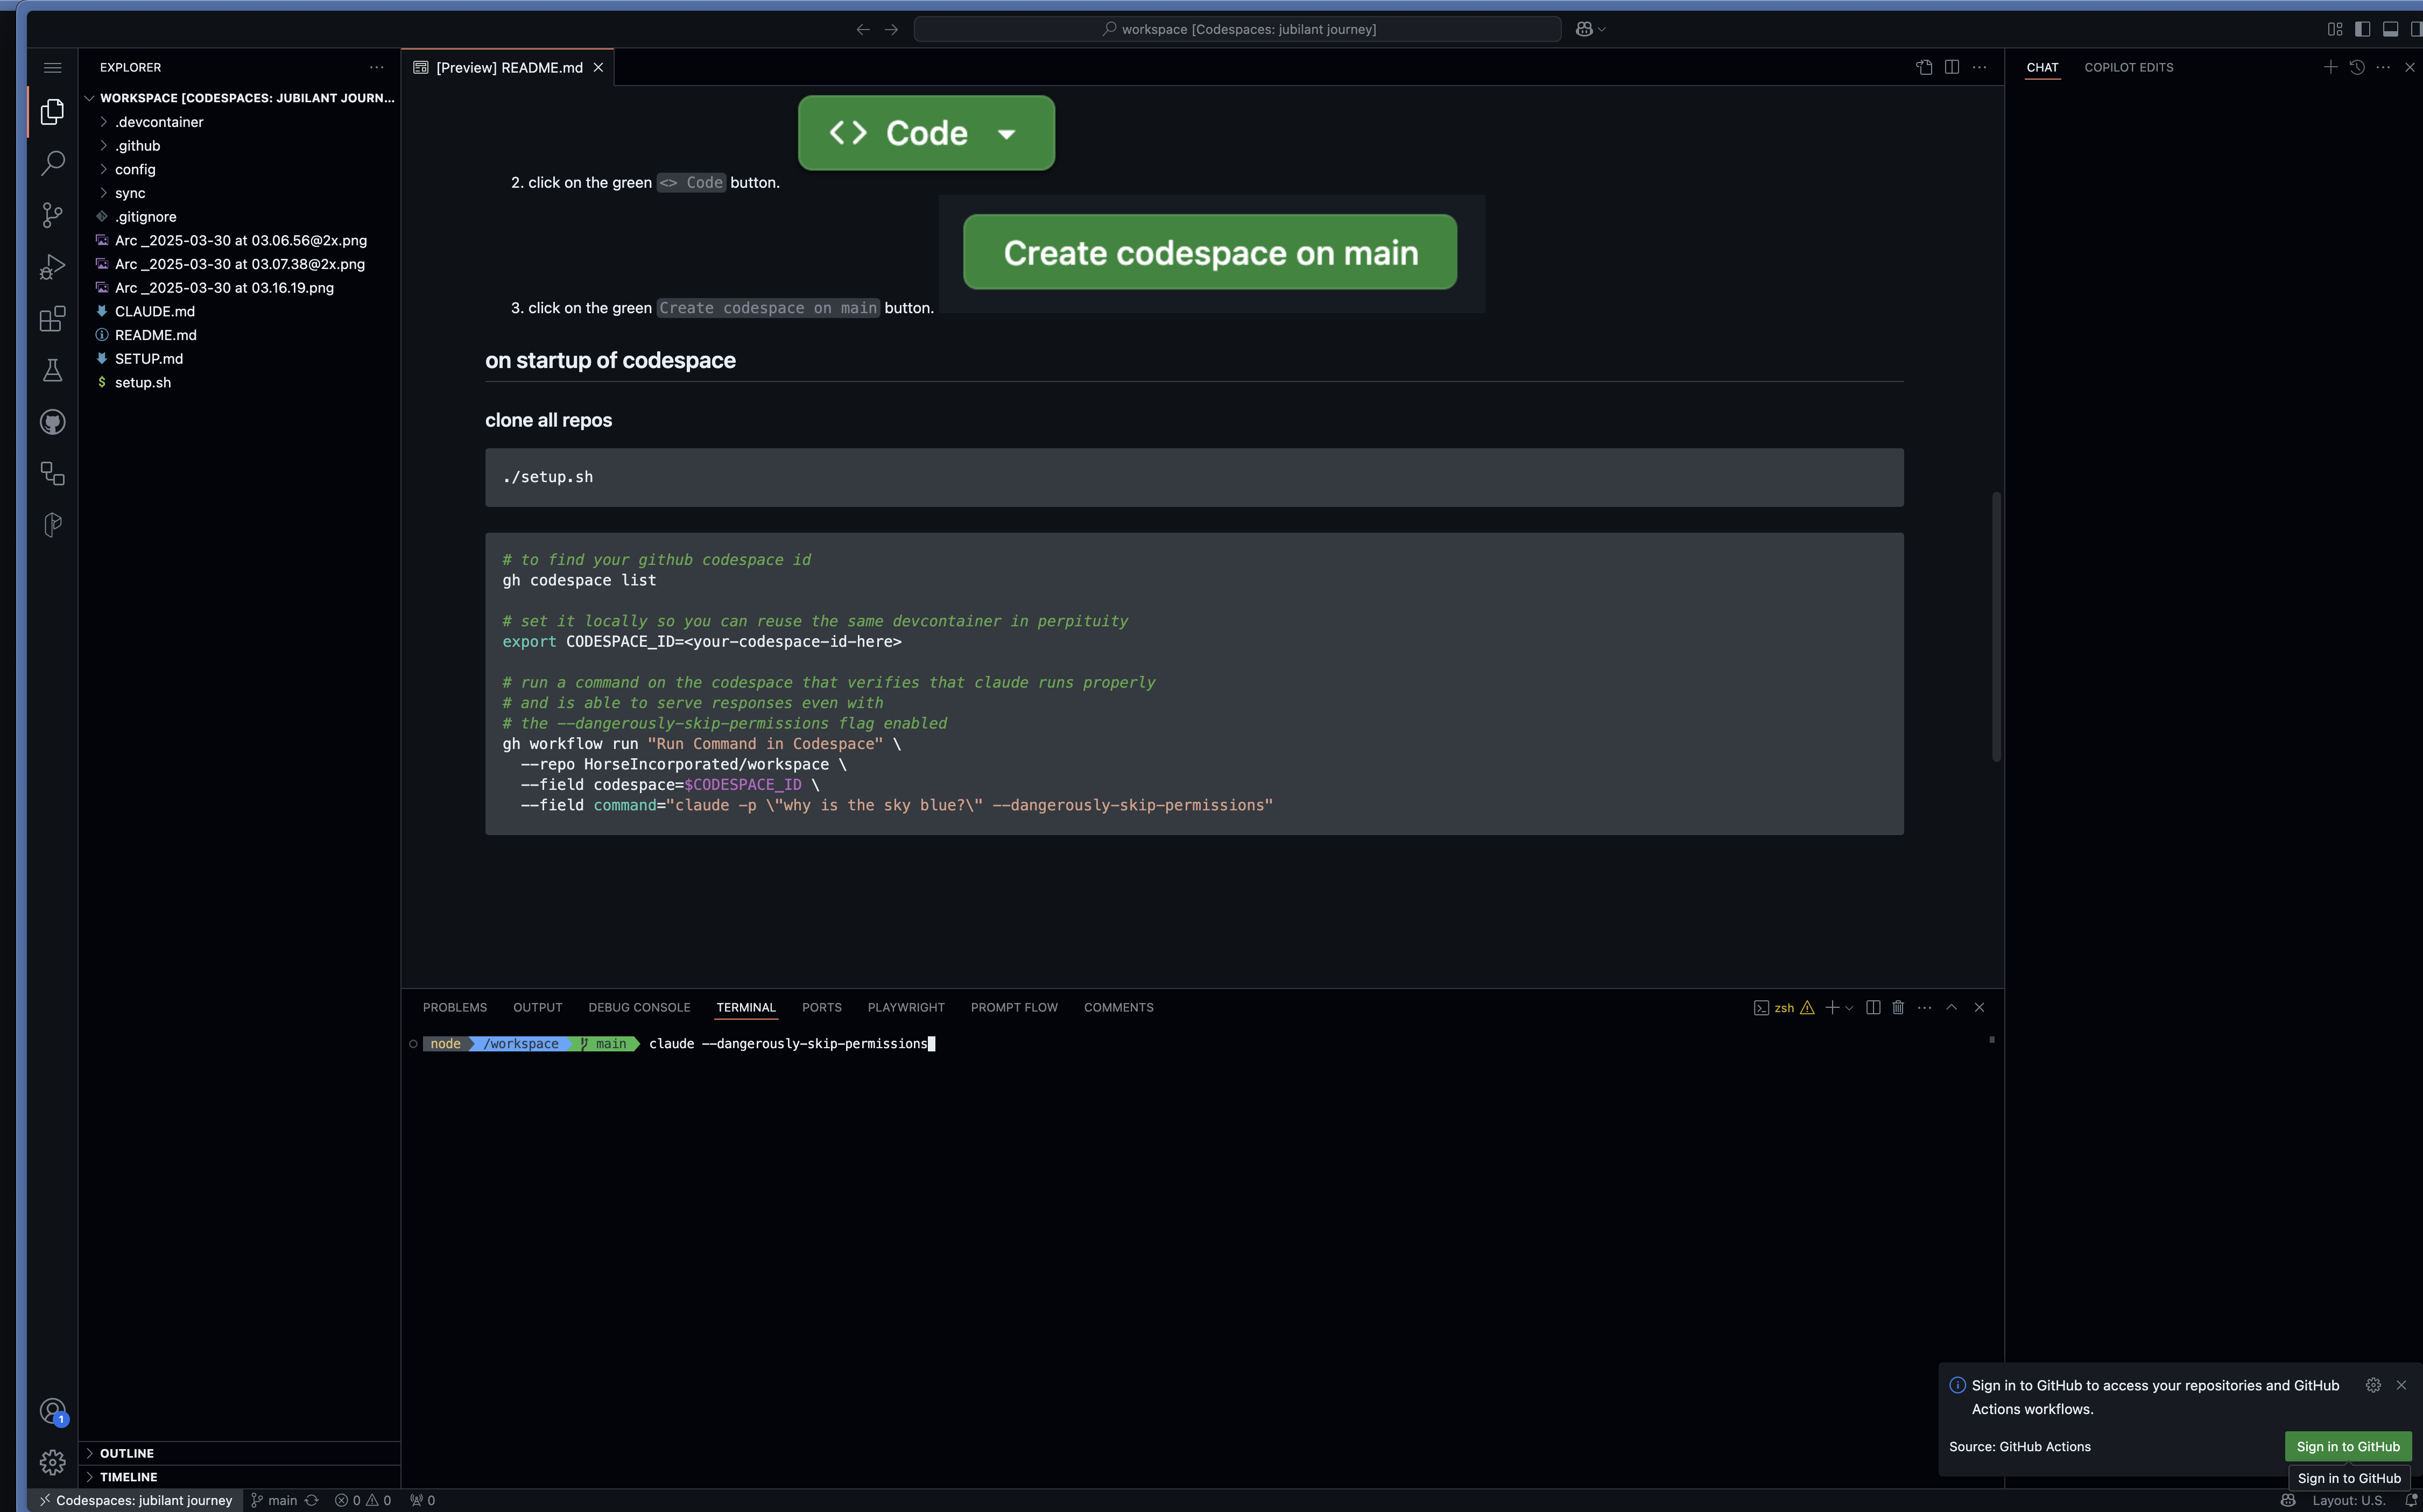 workspace [Codespaces: jubilant journey]
EXPLORER
WORKSPACE [CODESPACES: JUBILANT JOURN...
.devcontainer
.github
config
sync
.gitignore
Arc _2025-03-30 at 03.06.56@2x.png
Arc _2025-03-30 at 03.07.38@2x.png
Arc _2025-03-30 at 03.16.19.png
CLAUDE.md
README.md
SETUP.md
$ setup.sh
1
OUTLINE
TIMELINE
[Preview] README.md
<> Code
2. click on the green <> Code button.
Create codespace on main
3. click on the green Create codespace on main button.
on startup of codespace
clone all repos
./setup.sh
# to find your github codespace id
gh codespace list
# set it locally so you can reuse the same devcontainer in perpituity
export CODESPACE_ID=<your-codespace-id-here>
# run a command on the codespace that verifies that claude runs properly
# and is able to serve responses even with
# the --dangerously-skip-permissions flag enabled
gh workflow run "Run Command in Codespace" \
--repo HorseIncorporated/workspace \
--field codespace=$CODESPACE_ID \
--field command="claude -p \"why is the sky blue?\" --dangerously-skip-permissions"
PROBLEMS OUTPUT DEBUG CONSOLE TERMINAL PORTS PLAYWRIGHT PROMPT FLOW COMMENTS
zsh
node /workspace main claude --dangerously-skip-permissions
CHAT COPILOT EDITS
Sign in to GitHub to access your repositories and GitHub
Actions workflows.
Source: GitHub Actions
Sign in to GitHub
Sign in to GitHub
Codespaces: jubilant journey main 0 0 0
Layout: U.S.